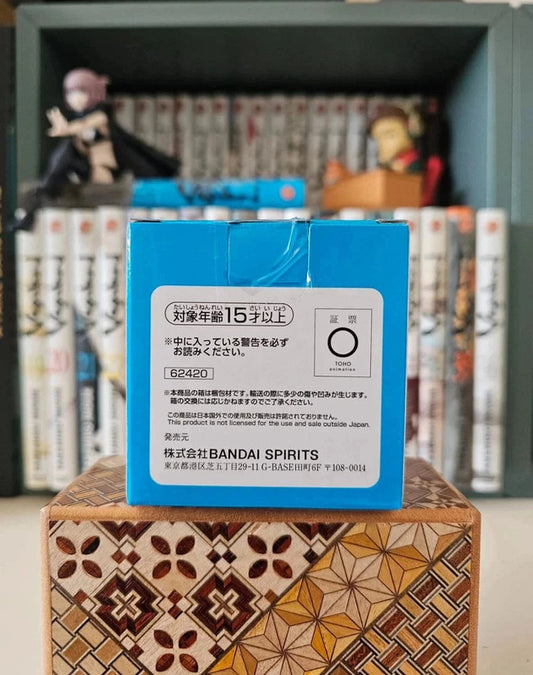 たいしょうねんれい さい い じょう
対象年齢15才以上
※中に入っている警告を必ず
お読みください。
62420
証票
TOHO
animation
※本商品の箱は梱包材です。輸送の際に多少の傷や凹みが生じます。
箱の交換には応じかねますのでご了承ください。
この商品は日本国外での使用及び販売は許諾されておりません。
This product is not licensed for the use and sale outside Japan.
発売元
株式会社BANDAI SPIRITS
東京都港区芝五丁目29-11 G-BASE田町6F 〒108-0014
20
21